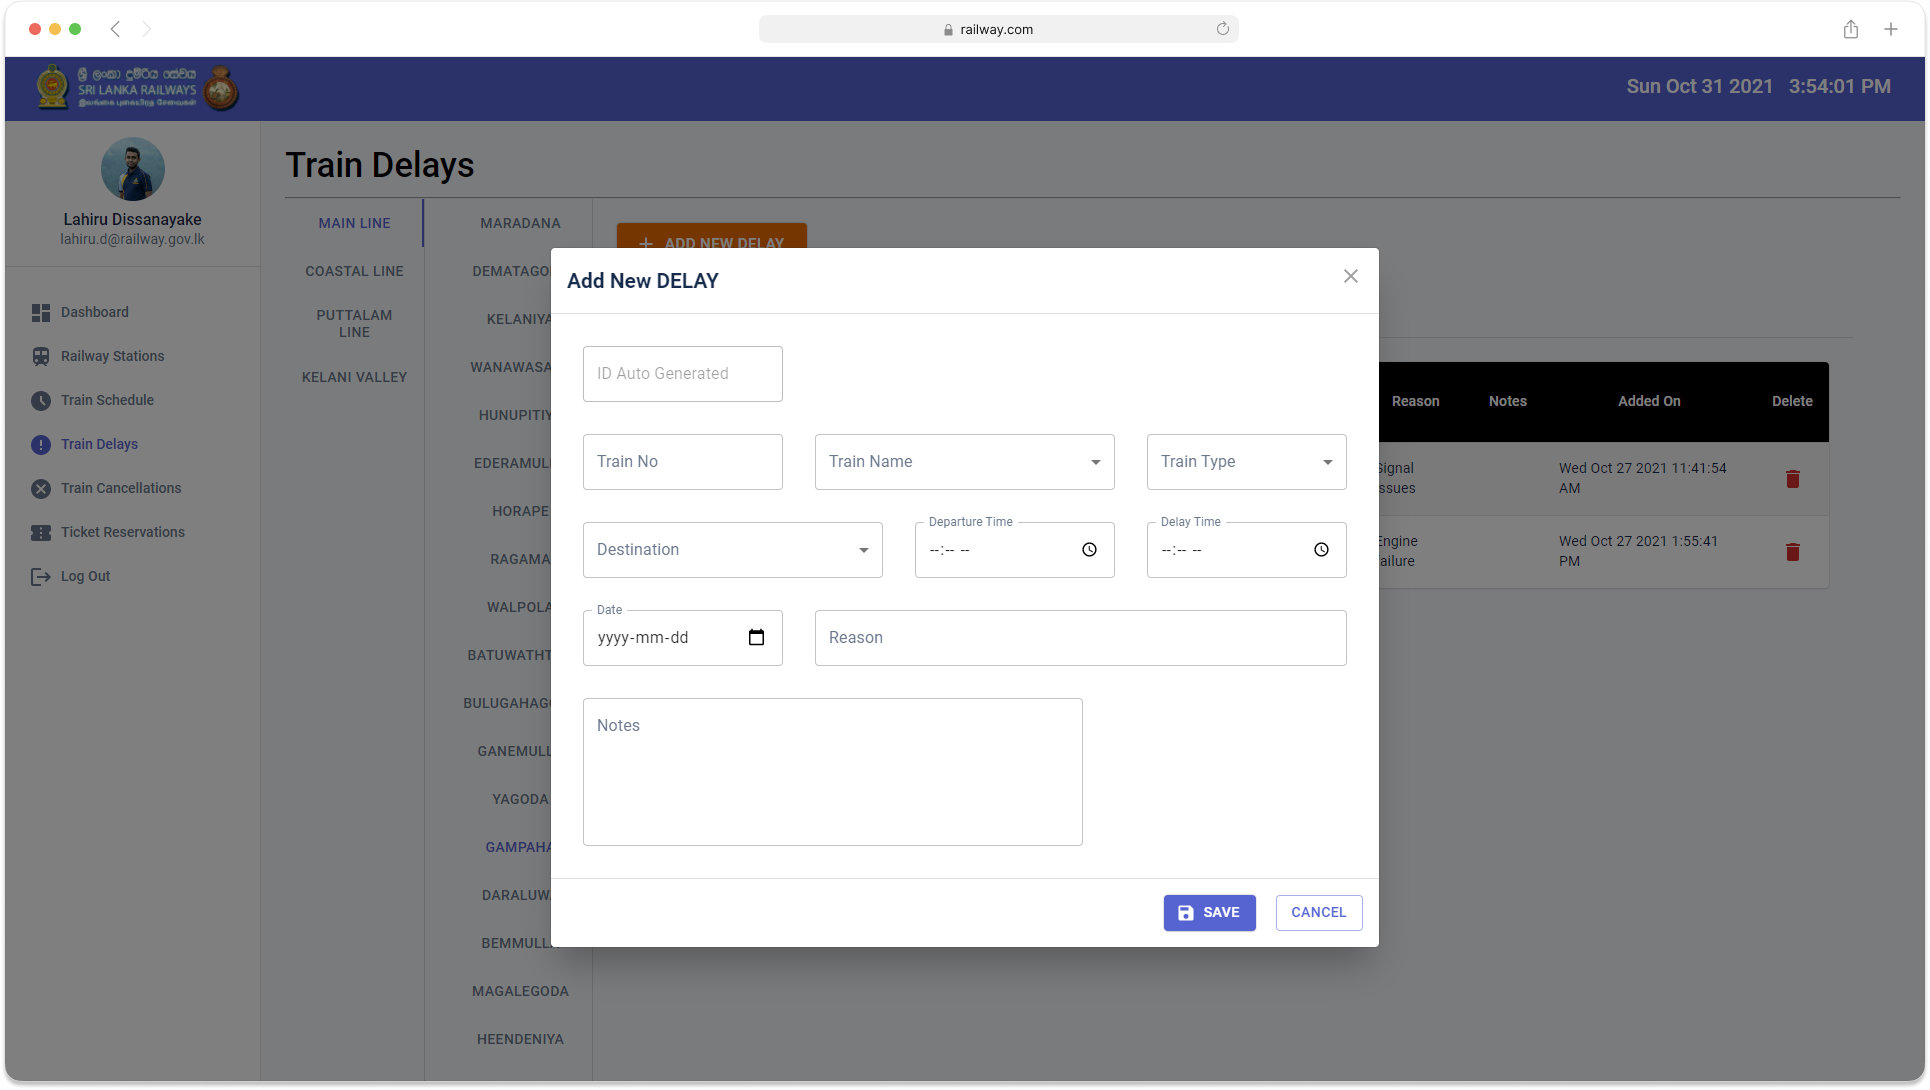 railway.com
ශ්‍රී ලංකා දුම්රිය සේවය
SRI LANKA RAILWAYS
Sun Oct 31 2021 3:54:01 PM
Lahiru Dissanayake
lahiru.d@railway.gov.lk
Dashboard
Railway Stations
Train Schedule
Train Delays
Train Cancellations
Ticket Reservations
Log Out
Train Delays
MAIN LINE
COASTAL LINE
PUTTALAM
LINE
KELANI VALLEY
MARADANA
DEMATAGO
KELANIYA
WANAWASA
HUNUPITIY
EDERAMUL
HORAPE
RAGAMA
WALPOLA
BATUWATHT
BULUGAHAG
GANEMULL
YAGODA
GAMPAHA
DARALUW
BEMMULL
MAGALEGODA
HEENDENIYA
ADD NEW DELAY
Add New DELAY
ID Auto Generated
Train No
Train Name
Train Type
Destination
Departure Time
--:-- --
Delay Time
--:-- --
Date
yyyy-mm-dd
Reason
Notes
SAVE
CANCEL
Reason Notes Added On Delete
Signal
ssues
Wed Oct 27 2021 11:41:54
AM
Engine
ailure
Wed Oct 27 2021 1:55:41
PM